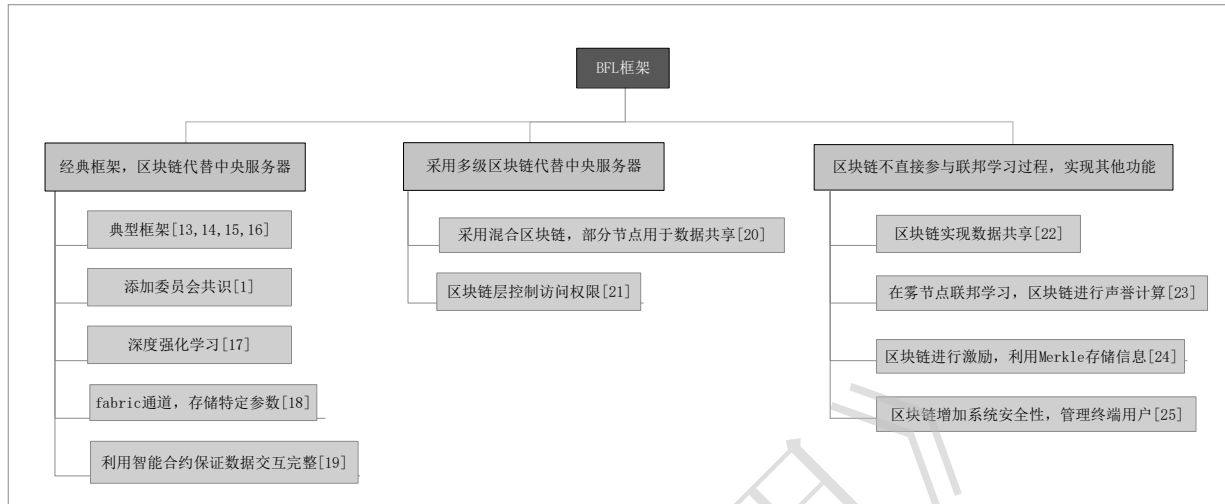 BFL框架
经典框架，区块链代替中央服务器
典型框架[13,14,15,16]
添加委员会共识[1]
深度强化学习[17]
fabric通道，存储特定参数[18]
利用智能合约保证数据交互完整[19]
采用多级区块链代替中央服务器
采用混合区块链，部分节点用于数据共享[20]
区块链层控制访问权限[21]
区块链不直接参与联邦学习过程，实现其他功能
区块链实现数据共享[22]
在雾节点联邦学习，区块链进行声誉计算[23]
区块链进行激励，利用Merkle存储信息[24]
区块链增加系统安全性，管理终端用户[25]